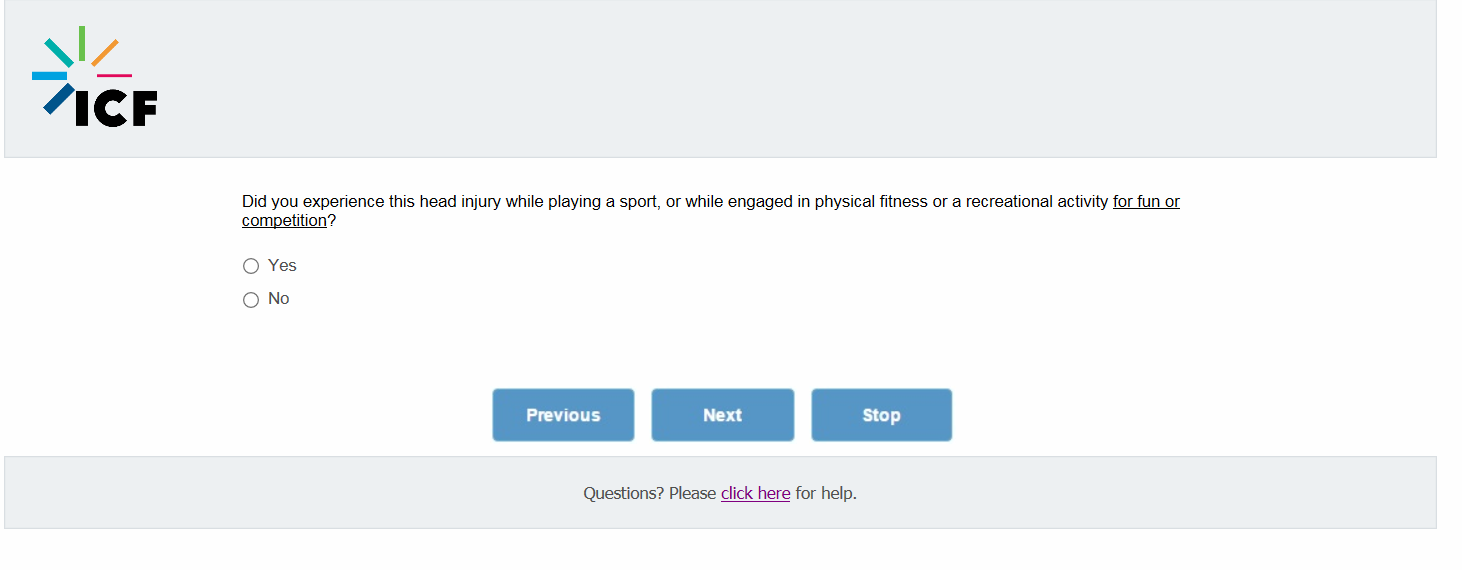 ICF
Did you experience this head injury while playing a sport, or while engaged in physical fitness or a recreational activity for fun or
competition?
Yes
No
Previous Next Stop
Questions? Please click here for help.